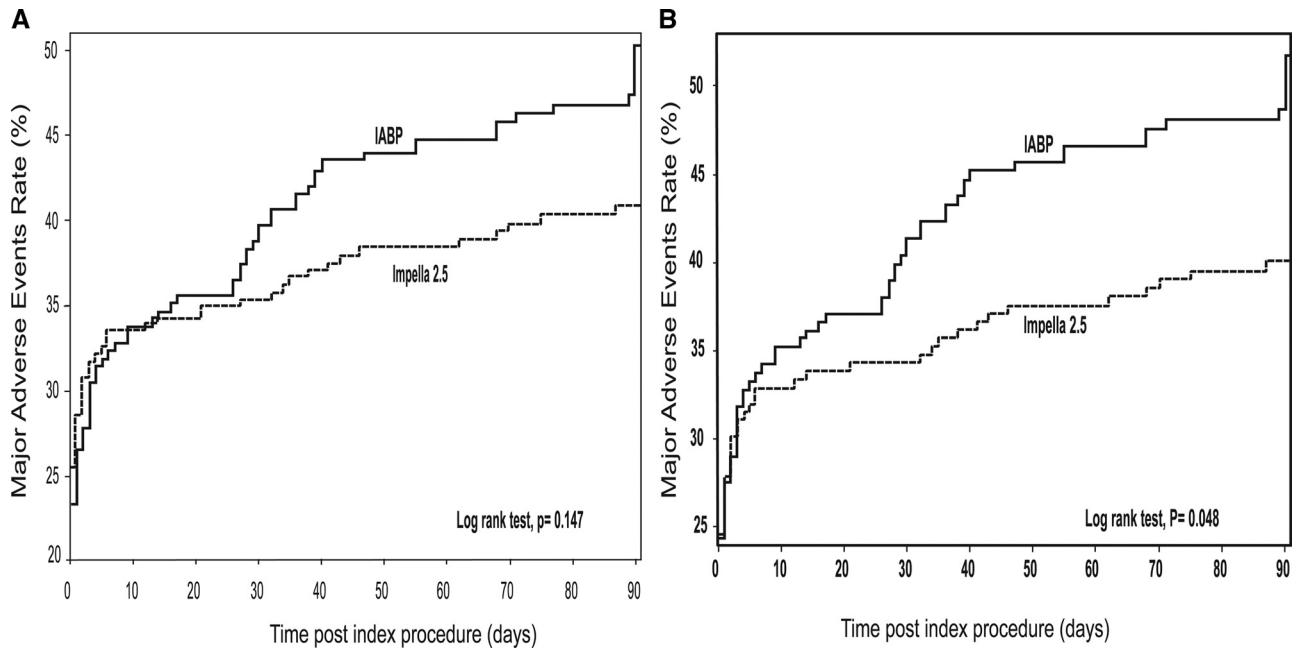 A
Major Adverse Events Rate (%)
50
45
40
35
30
25
20
IABP
Impella 2.5
Log rank test, p= 0.147
0 10 20 30 40 50 60 70 80 90
Time post index procedure (days)
B
Major Adverse Events Rate (%)
50
45
40
35
30
25
IABP
Impella 2.5
Log rank test, P= 0.048
0 10 20 30 40 50 60 70 80 90
Time post index procedure (days)